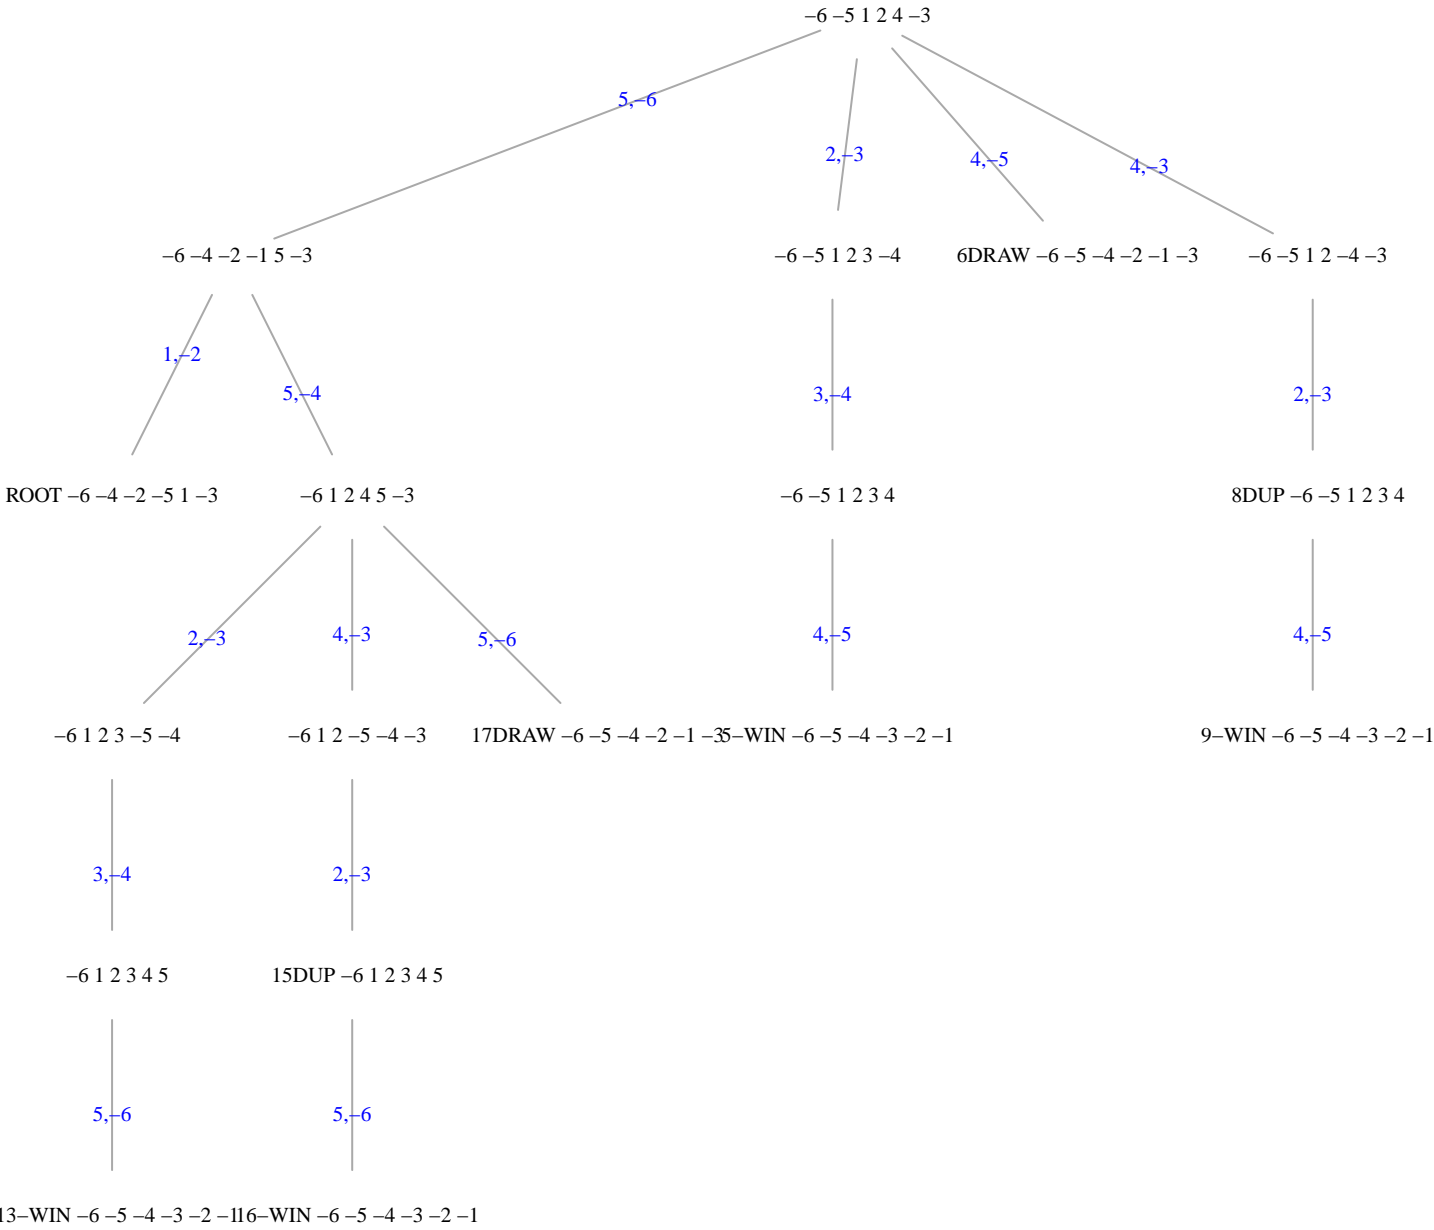 −6 −5 1 2 4 −3
5,−6
2,−3
4,−5
4,−3
−6 −4 −2 −1 5 −3
−6 −5 1 2 3 −4
6DRAW −6 −5 −4 −2 −1 −3
−6 −5 1 2 −4 −3
1,−2
5,−4
3,−4
2,−3
ROOT −6 −4 −2 −5 1 −3
−6 1 2 4 5 −3
−6 −5 1 2 3 4
8DUP −6 −5 1 2 3 4
2,−3
4,−3
5,−6
4,−5
4,−5
−6 1 2 3 −5 −4
−6 1 2 −5 −4 −3
17DRAW −6 −5 −4 −2 −1 −3
5−WIN −6 −5 −4 −3 −2 −1
9−WIN −6 −5 −4 −3 −2 −1
3,−4
2,−3
−6 1 2 3 4 5
15DUP −6 1 2 3 4 5
5,−6
5,−6
13−WIN −6 −5 −4 −3 −2 −1
16−WIN −6 −5 −4 −3 −2 −1